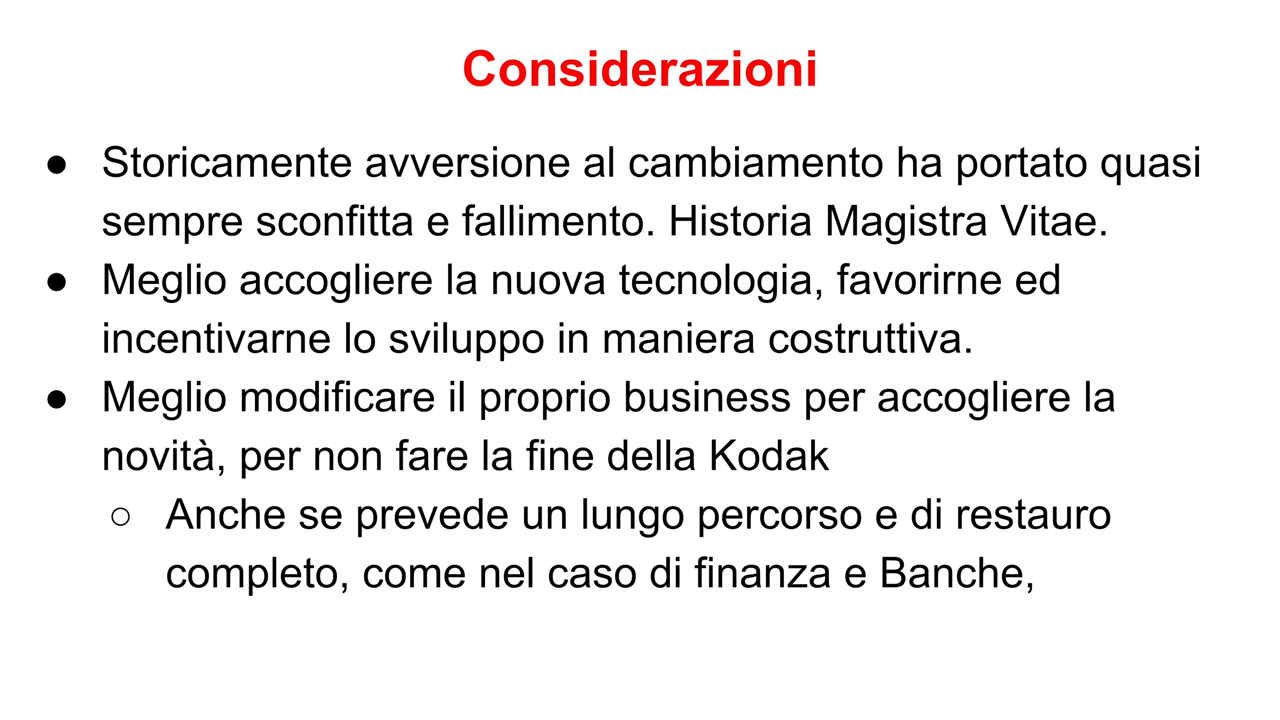 Considerazioni
● Storicamente avversione al cambiamento ha portato quasi
sempre sconfitta e fallimento. Historia Magistra Vitae.
● Meglio accogliere la nuova tecnologia, favorirne ed
incentivarne lo sviluppo in maniera costruttiva.
● Meglio modificare il proprio business per accogliere la
novità, per non fare la fine della Kodak
○ Anche se prevede un lungo percorso e di restauro
completo, come nel caso di finanza e Banche,